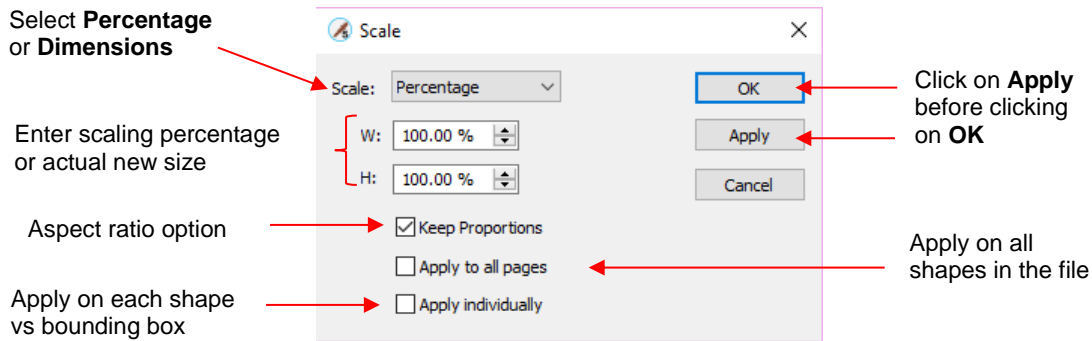 Select Percentage
or Dimensions
Scale
Scale:
Percentage
OK
Click on Apply
before clicking
on OK
Enter scaling percentage
or actual new size
W:
100.00 %
Apply
H:
100.00 %
Cancel
Aspect ratio option
Keep Proportions
Apply to all pages
Apply on all
shapes in the file
Apply on each shape
vs bounding box
Apply individually